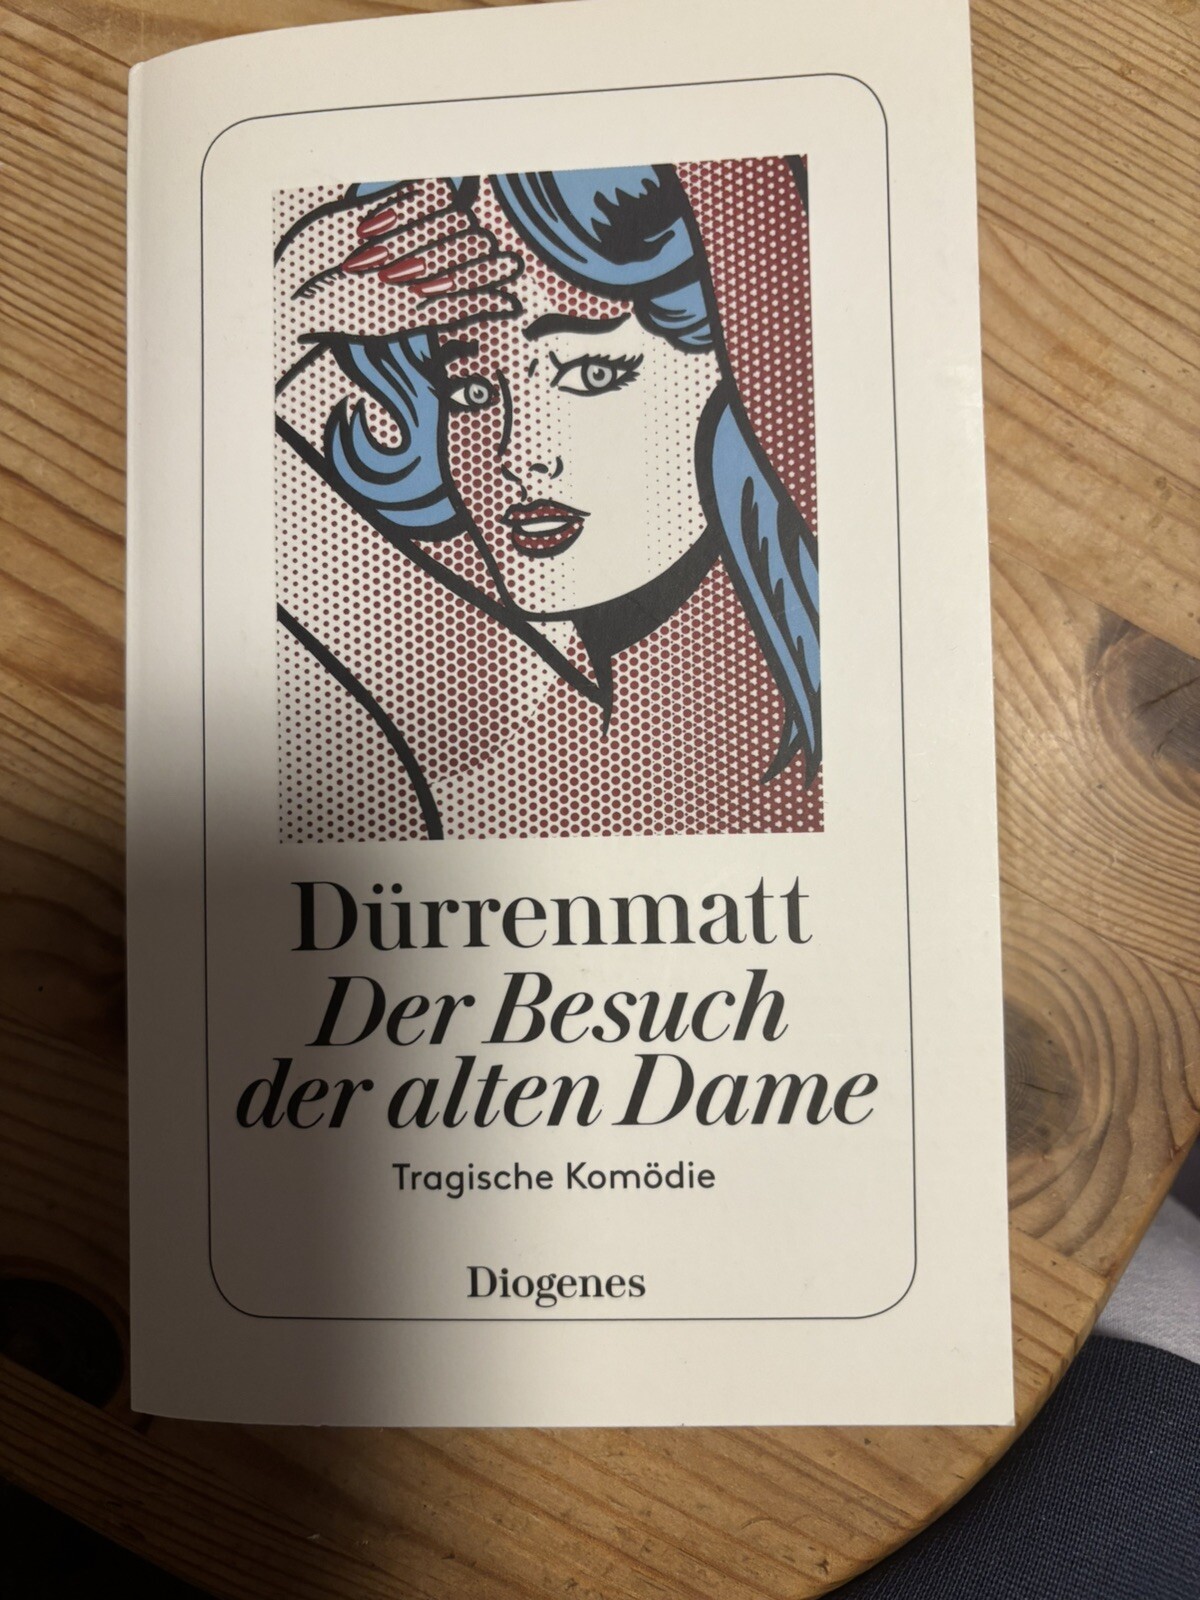 Dürrenmatt
Der Besuch
der alten Dame
Tragische Komödie
Diogenes